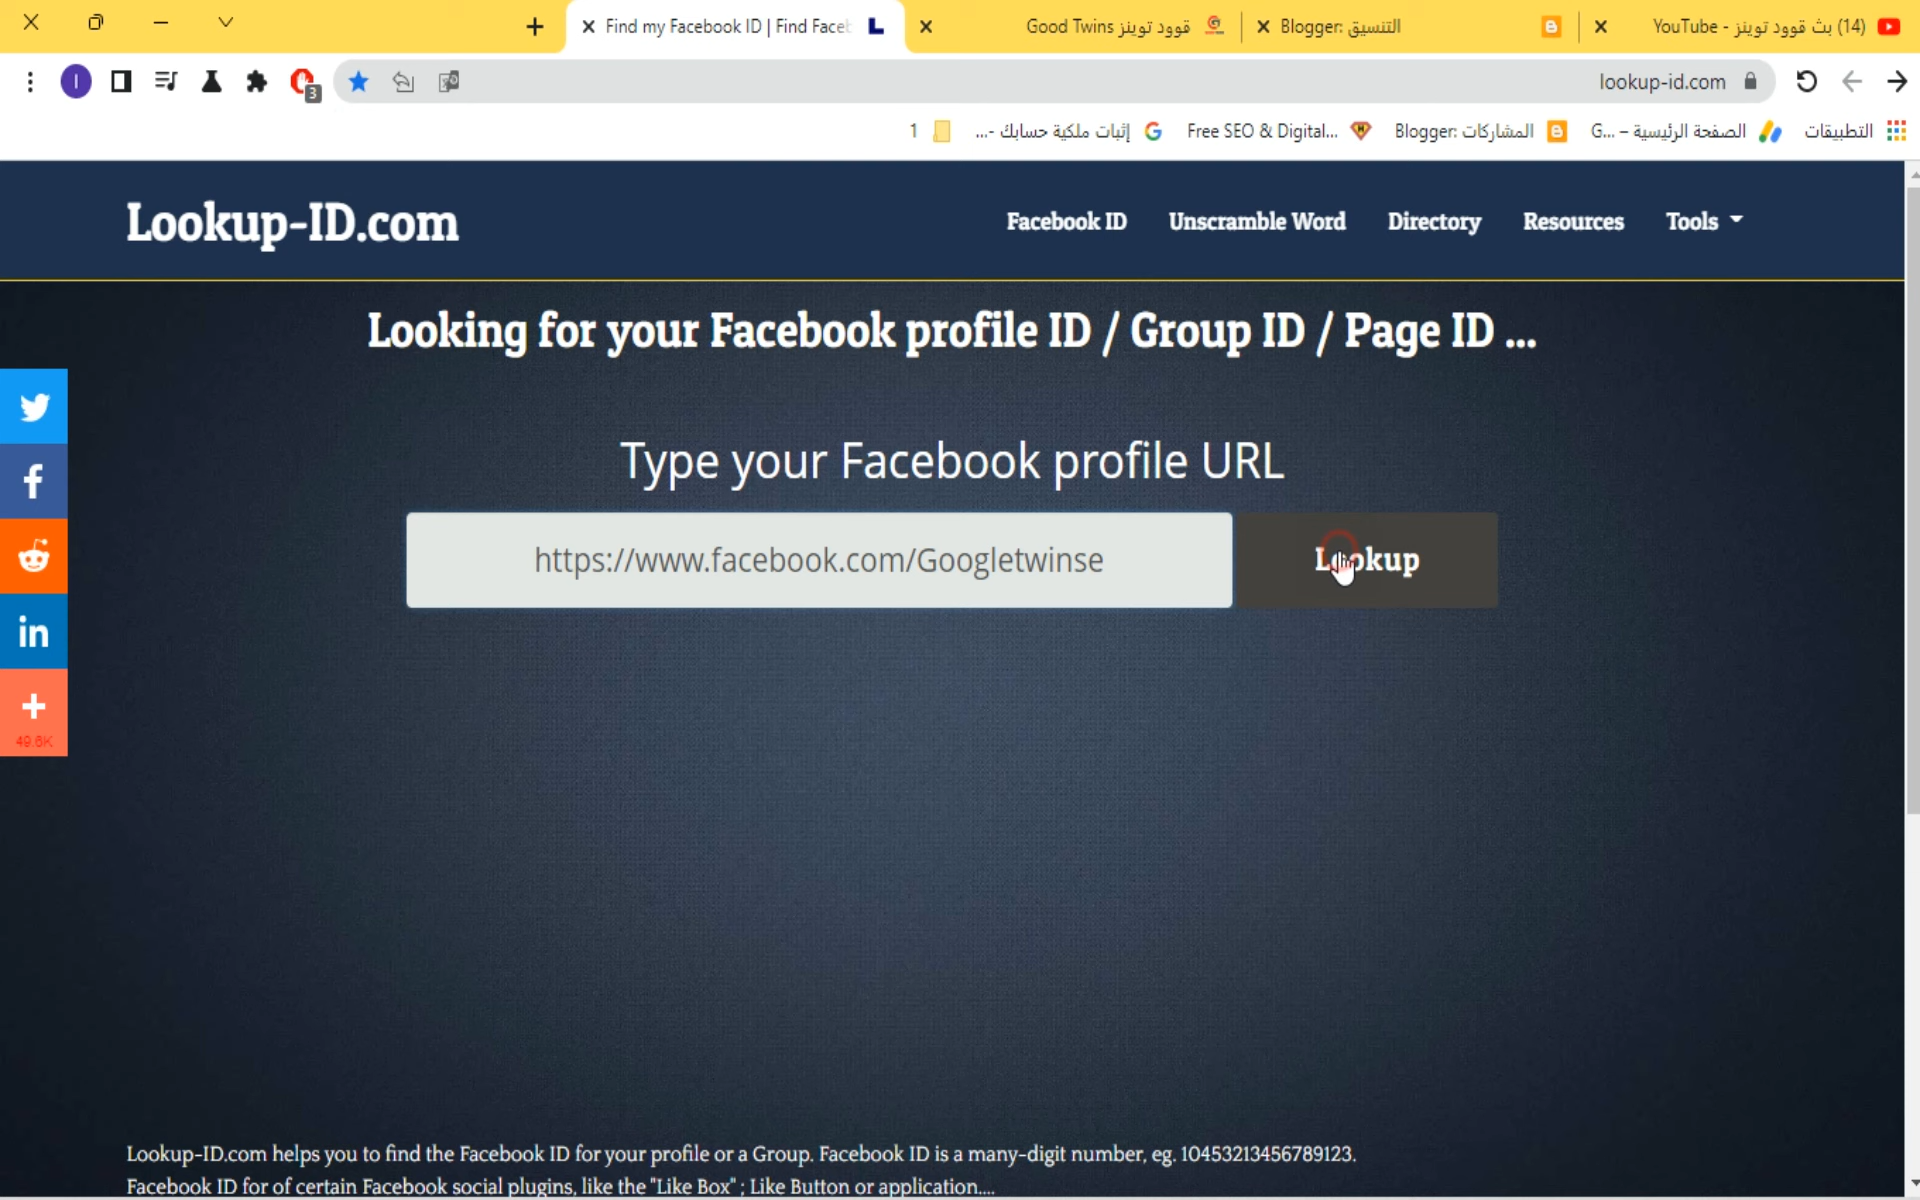 Find my Facebook ID | Find Faceb
Good Twins قوود توينز
Blogger: التنسيق
(14) بث قوود توينز - YouTube
3
lookup-id.com
1
إثبات ملكية حسابك -...
Free SEO & Digital...
Blogger: المشاركات
الصفحة الرئيسية – G...
التطبيقات
Lookup-ID.com
Facebook ID
Unscramble Word
Directory
Resources
Tools
Looking for your Facebook profile ID / Group ID / Page ID ...
Type your Facebook profile URL
https://www.facebook.com/Googletwinse
Lookup
49.6K
Lookup-ID.com helps you to find the Facebook ID for your profile or a Group. Facebook ID is a many-digit number, eg. 10453213456789123.
Facebook ID for of certain Facebook social plugins, like the "Like Box" ; Like Button or application....